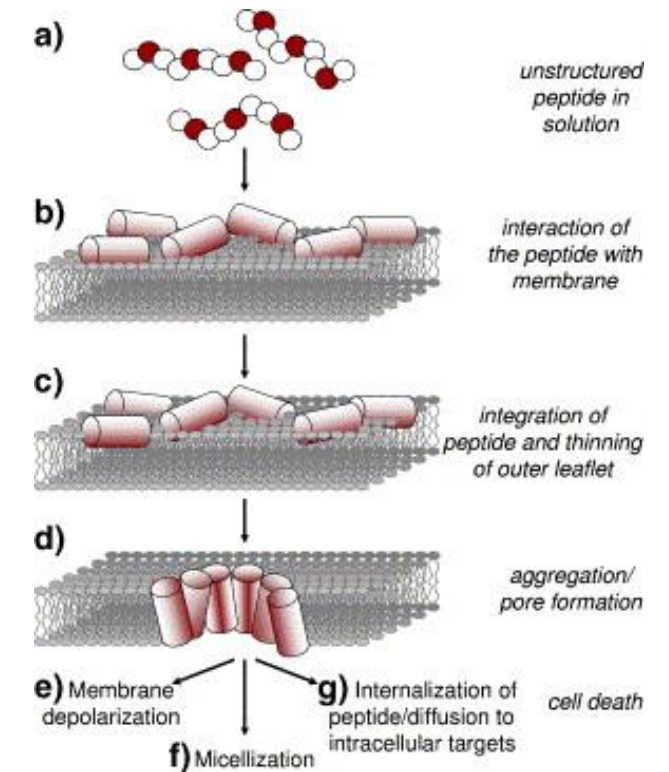 a)
unstructured
peptide in
solution
b)
interaction of
the peptide with
membrane
c)
integration of
peptide and thinning
of outer leaflet
d)
aggregation/
pore formation
e) Membrane
depolarization
g) Internalization of
peptide/diffusion to
intracellular targets
cell death
f) Micellization